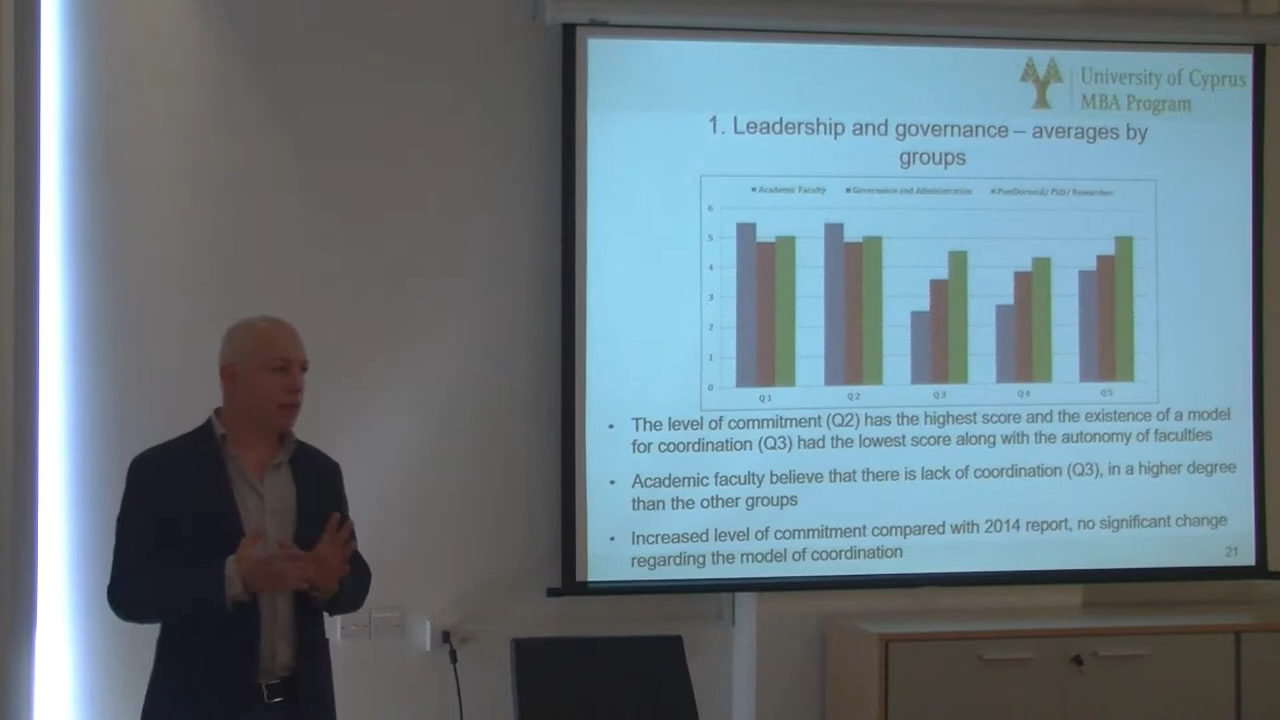 University of Cyprus
MBA Program
1. Leadership and governance – averages by
groups
Academic Faculty Governance and Administration PostDoctoral/ PhD/ Researcher
6
5
4
3
2
1
0
Q1 Q2 Q3 Q4 Q5
• The level of commitment (Q2) has the highest score and the existence of a model
for coordination (Q3) had the lowest score along with the autonomy of faculties
• Academic faculty believe that there is lack of coordination (Q3), in a higher degree
than the other groups
• Increased level of commitment compared with 2014 report, no significant change
regarding the model of coordination
21